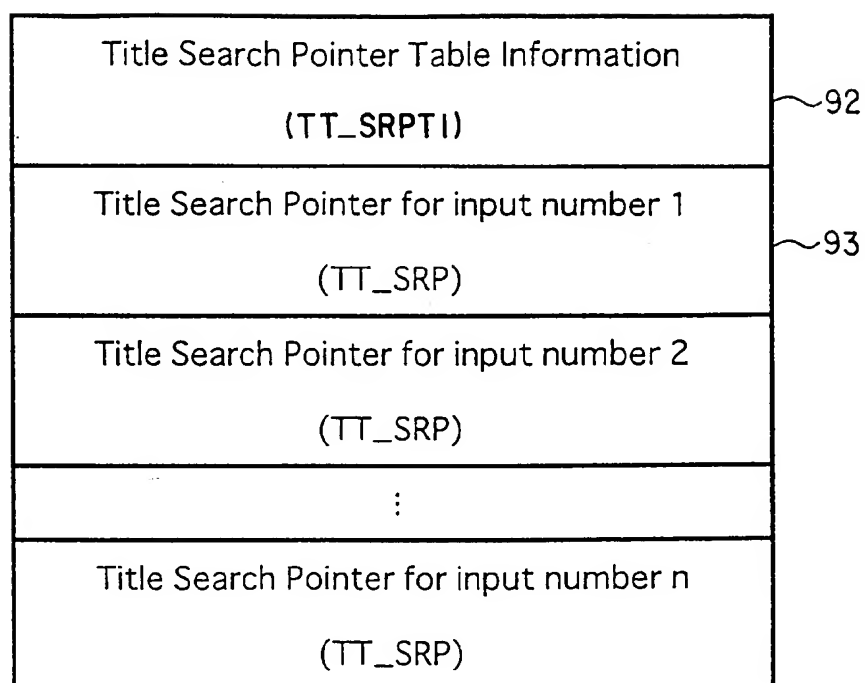 Title Search Pointer Table Information
(TT_SRPTI)
92
Title Search Pointer for input number 1
(TT_SRP)
93
Title Search Pointer for input number 2
(TT_SRP)
⋮
Title Search Pointer for input number n
(TT_SRP)